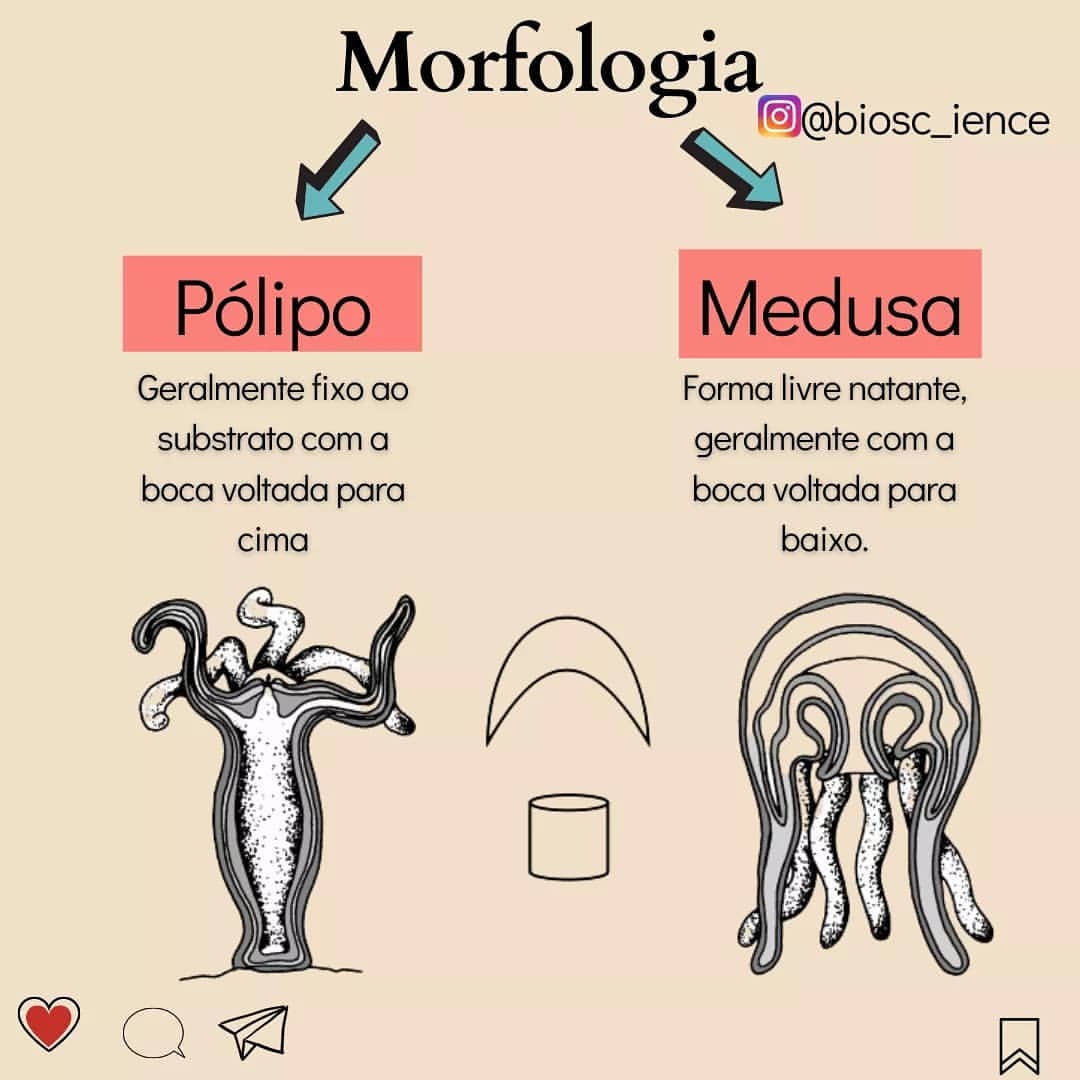 Morfologia
@biosc_ience
Pólipo
Geralmente fixo ao
substrato com a
boca voltada para
cima
Medusa
Forma livre natante,
geralmente com a
boca voltada para
baixo.